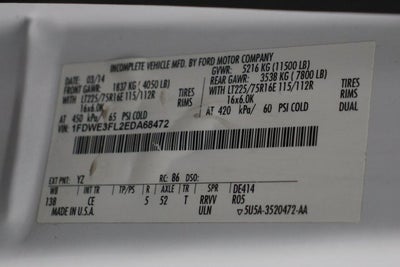 INCOMPLETE VEHICLE MFD. BY FORD MOTOR COMPANY
DATE: 03/14 GVWR: 5216 KG (11500 LB)
FRONT GAWR: 1837 KG (4050 LB) REAR GAWR: 3538 KG (7800 LB)
WITH TIRES WITH TIRES
LT225/75R16E 115/112R RIMS LT225/75R16E 115/112R RIMS
16x6.0K 16x6.0K
AT 450 kPa/ 65 PSI COLD AT 420 kPa/ 60 PSI COLD
1FDWE3FL2EDA68472
EXT PNT: YZ RC: 86 DSO:
WB INT TR TP/PS R AXLE TR SPR DE414
138 CE 5 52 T RRVV R05
MADE IN U.S.A. ULN 5U5A-3520472-AA